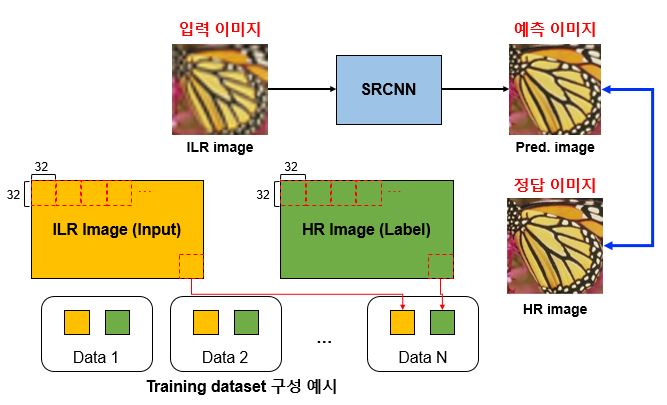 입력 이미지
예측 이미지
SRCNN
ILR image
Pred. image
32
32
32
32
...
...
정답 이미지
ILR Image (Input)
HR Image (Label)
HR image
...
Data 1
Data 2
Data N
Training dataset 구성 예시